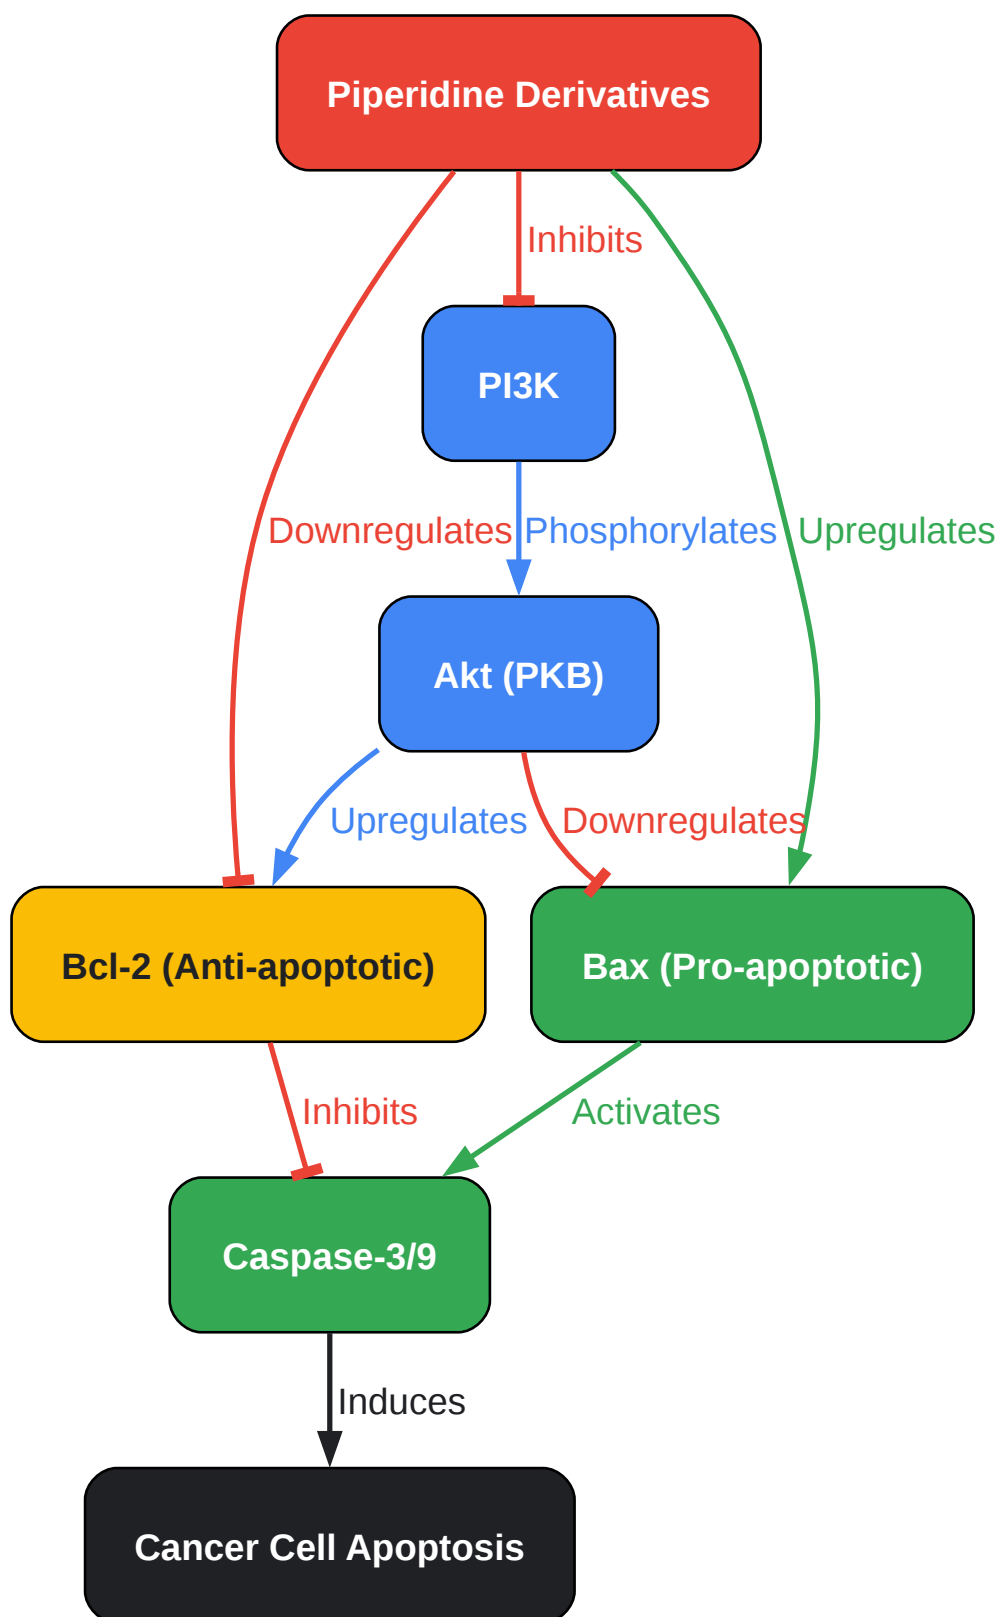 Piperidine Derivatives
Inhibits
PI3K
Downregulates
Phosphorylates
Upregulates
Akt (PKB)
Upregulates
Downregulates
Bcl-2 (Anti-apoptotic)
Bax (Pro-apoptotic)
Inhibits
Activates
Caspase-3/9
Induces
Cancer Cell Apoptosis